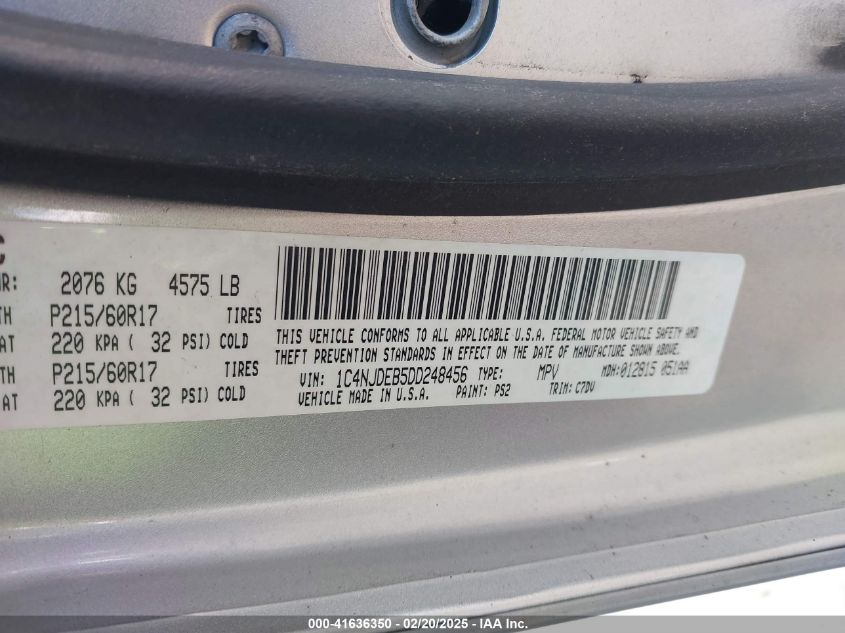 C
R: 2076 KG 4575 LB
TH P215/60R17 TIRES
AT 220 KPA ( 32 PSI) COLD
TH P215/60R17 TIRES
AT 220 KPA ( 32 PSI) COLD
THIS VEHICLE CONFORMS TO ALL APPLICABLE U.S.A. FEDERAL MOTOR VEHICLE SAFETY AND
THEFT PREVENTION STANDARDS IN EFFECT ON THE DATE OF MANUFACTURE SHOWN ABOVE.
VIN: 1C4NJDEB5DD248456 TYPE: MPV MDH:012815 051AA
VEHICLE MADE IN U.S.A. PAINT: PS2 TRIM: C7DV
000-41636350 - 02/20/2025 - IAA, Inc.